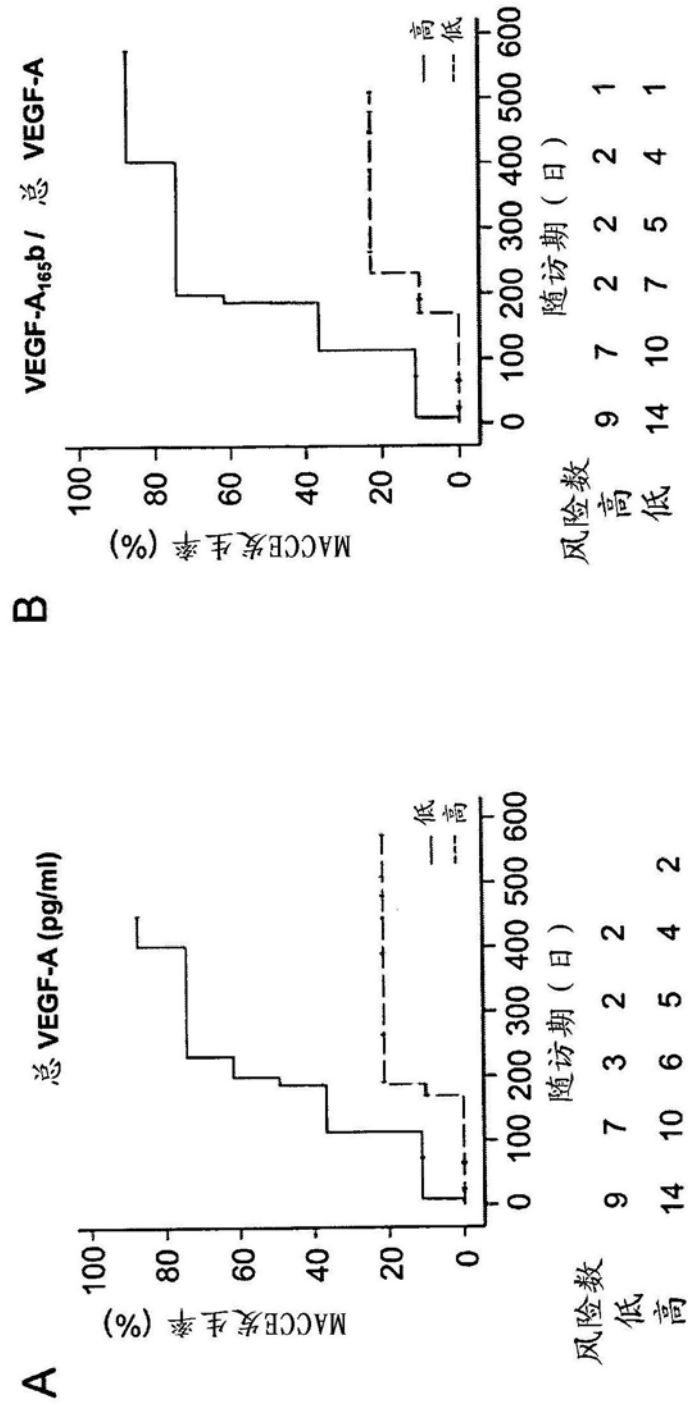 A
总 VEGF-A (pg/ml)
MACCE发生率 (%)
100
80
60
40
20
0
低
高
0 100 200 300 400 500 600
随访期（日）
风险数
低 9 7 3 2 2
高 14 10 6 5 4 2
B
VEGF-A165b / 总 VEGF-A
MACCE发生率 (%)
100
80
60
40
20
0
高
低
0 100 200 300 400 500 600
随访期（日）
风险数
高 9 7 2 2 2 1
低 14 10 7 5 4 1